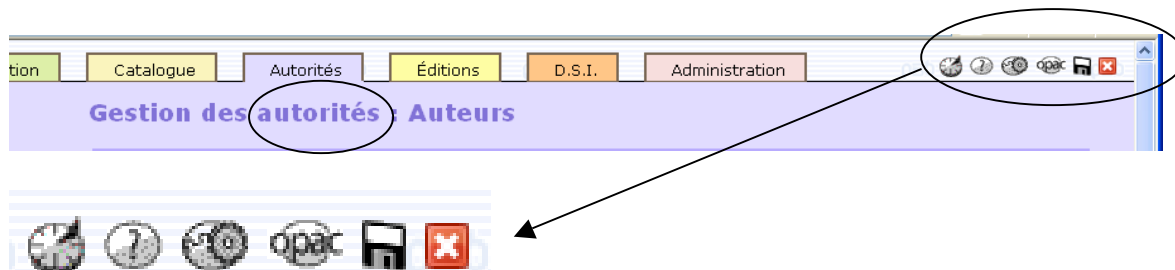 tion Catalogue Autorités Éditions D.S.I. Administration opac
Gestion des autorités : Auteurs
? opac